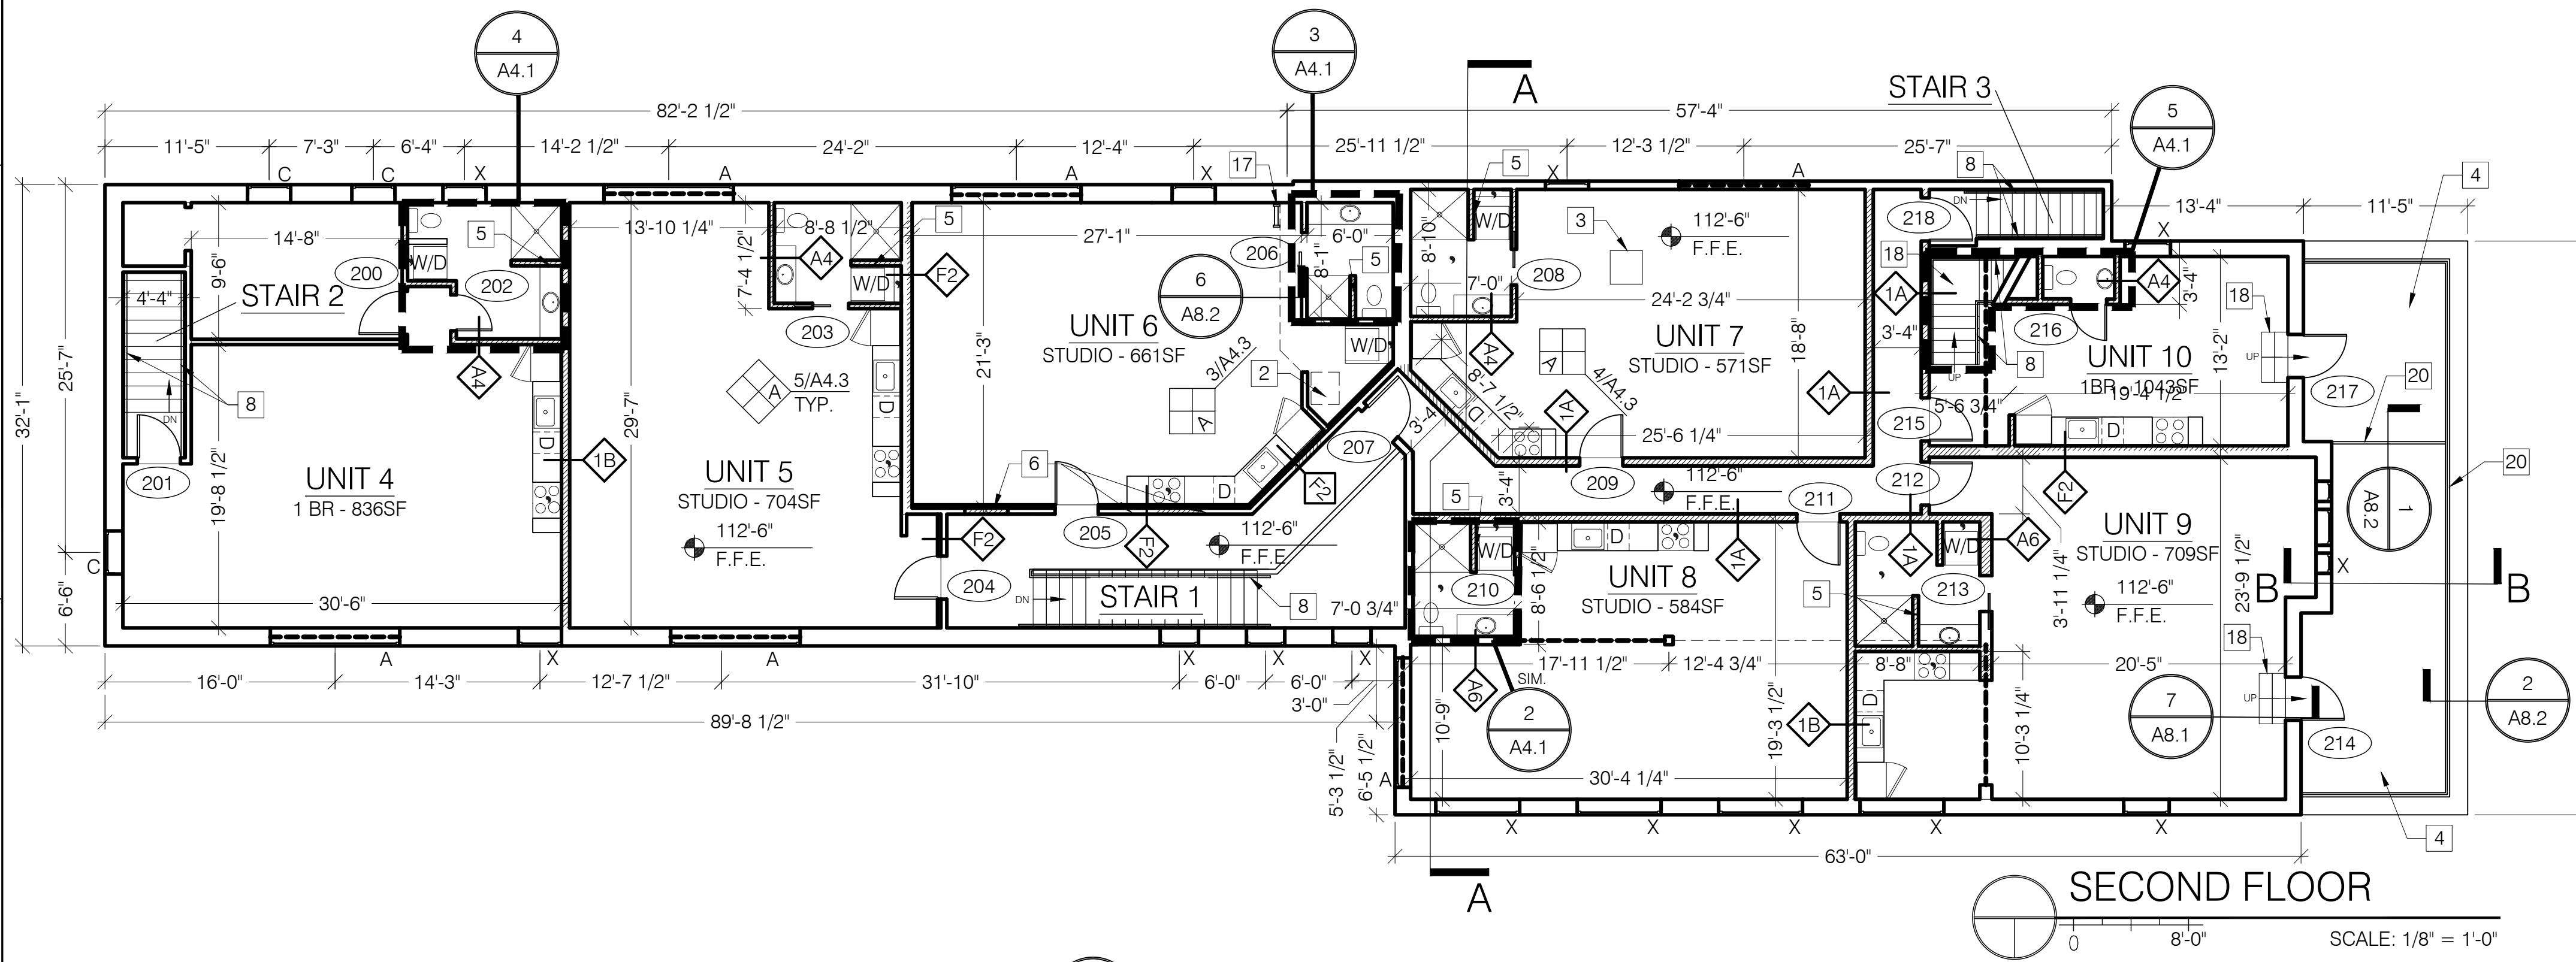 4
A4.1
3
A4.1
A
STAIR 3
5
A4.1
82'-2 1/2"
57'-4"
11'-5"
7'-3"
6'-4"
14'-2 1/2"
24'-2"
12'-4"
25'-11 1/2"
12'-3 1/2"
25'-7"
C
C
X
A
A
X
17
X
5
A
8
4
13'-4"
11'-5"
32'-1"
25'-7"
6'-6"
14'-8"
9'-6"
200
W/D
5
202
4'-4"
STAIR 2
8
DN
201
A4
UNIT 4
1 BR - 836SF
19'-8 1/2"
30'-6"
C
D
1B
13'-10 1/4"
7'-4 1/2"
8'-8 1/2"
A4
W/D
203
5
F2
29'-7"
A
5/A4.3
TYP.
D
UNIT 5
STUDIO - 704SF
112'-6"
F.F.E.
F2
204
27'-1"
21'-3"
UNIT 6
STUDIO - 661SF
A
3/A4.3
6
A8.2
206
6'-0"
8'-1"
5
W/D
2
D
F2
F2
6
205
207
112'-6"
F.F.E.
STAIR 1
DN
8
7'-0 3/4"
3'-4"
8'-10"
W/D
7'-0"
208
3
112'-6"
F.F.E.
24'-2 3/4"
A4
A
4/A4.3
UNIT 7
STUDIO - 571SF
18'-8"
8'-7 1/2"
D
1A
25'-6 1/4"
3'-4"
209
112'-6"
F.F.E.
211
218
DN
18
1A
3'-4"
1A
UP
8
215
212
5'-6 3/4"
X
A4
3'-4"
216
UNIT 10
1BR - 1043SF
19'-4 1/2"
13'-2"
D
F2
18
UP
217
20
20
1
A8.2
5
W/D
210
8'-6 1/2"
D
1A
UNIT 8
STUDIO - 584SF
17'-11 1/2"
12'-4 3/4"
SIM.
A6
2
A4.1
10'-9"
19'-3 1/2"
30'-4 1/4"
1B
1A
W/D
A6
213
5
8'-8"
D
UNIT 9
STUDIO - 709SF
112'-6"
F.F.E.
3'-11 1/4"
23'-9 1/2"
20'-5"
10'-3 1/4"
7
A8.1
18
UP
214
X
B
B
2
A8.2
4
A
X
A
X
X
X
16'-0"
14'-3"
12'-7 1/2"
31'-10"
6'-0"
6'-0"
3'-0"
89'-8 1/2"
5'-3 1/2"
6'-5 1/2"
A
X
X
X
X
X
63'-0"
A
SECOND FLOOR
0
8'-0"
SCALE: 1/8" = 1'-0"